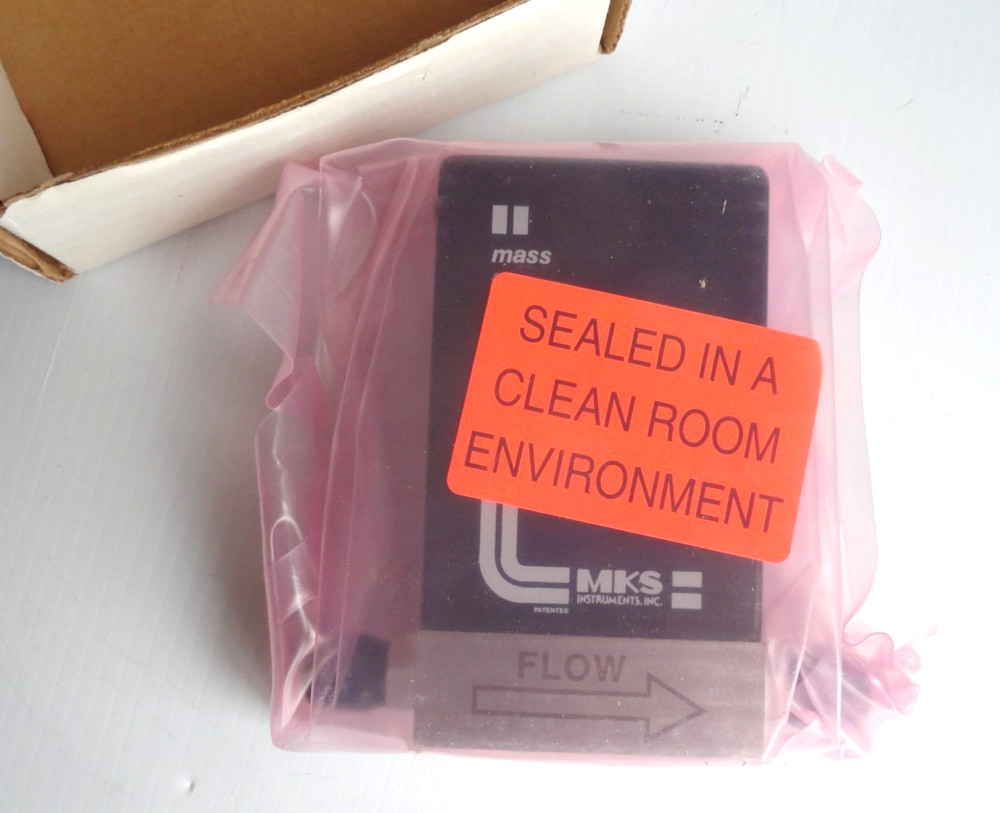 mass
SEALED IN A
CLEAN ROOM
ENVIRONMENT
MKS
INSTRUMENTS, INC.
PATENTED
FLOW